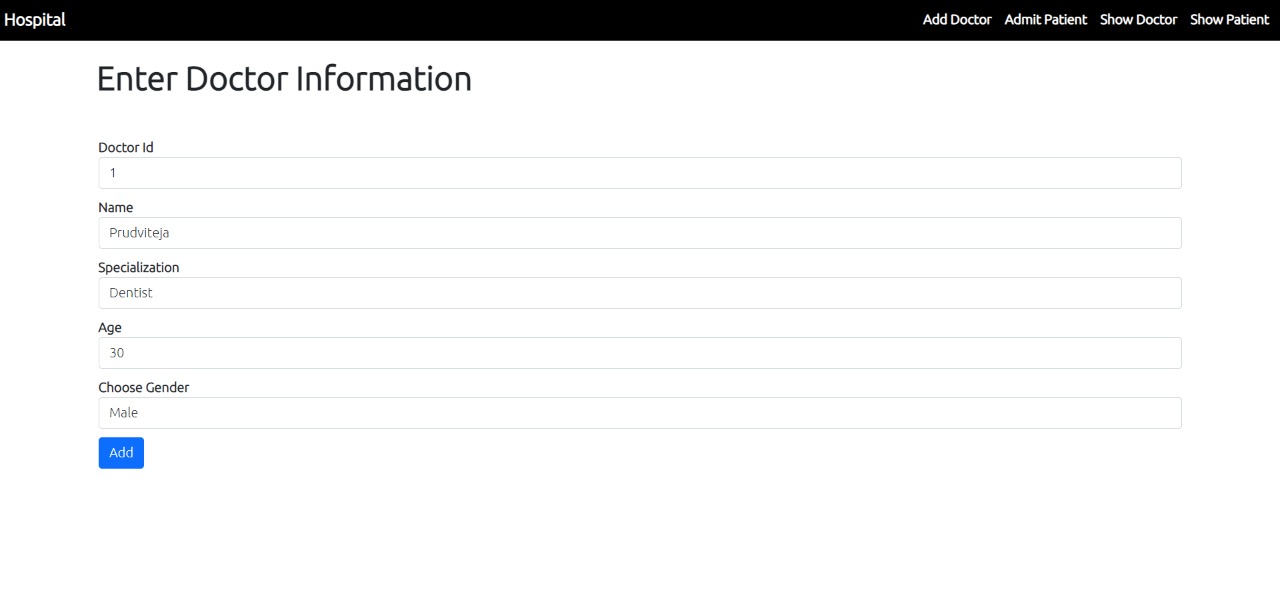 Hospital Add Doctor Admit Patient Show Doctor Show Patient
Enter Doctor Information
Doctor Id
1
Name
Prudviteja
Specialization
Dentist
Age
30
Choose Gender
Male
Add